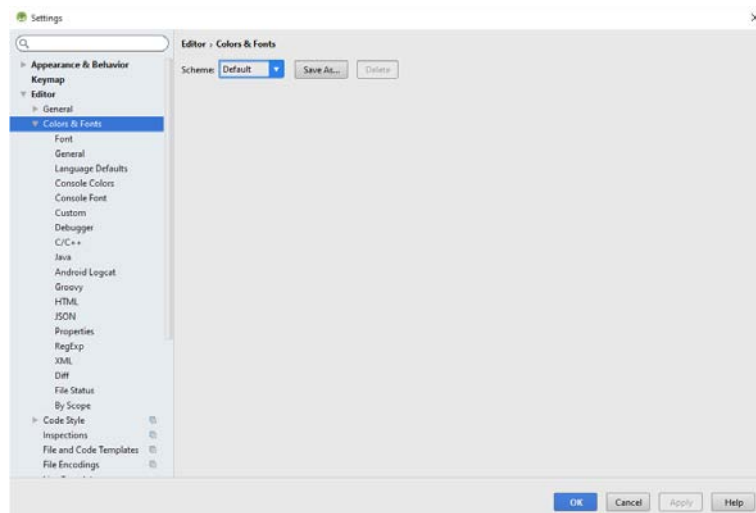 Settings
Appearance & Behavior
Keymap
Editor
General
Colors & Fonts
Font
General
Language Defaults
Console Colors
Console Font
Custom
Debugger
C/C++
Java
Android Logcat
Groovy
HTML
JSON
Properties
RegExp
XML
Diff
File Status
By Scope
Code Style
Inspections
File and Code Templates
File Encodings
Editor › Colors & Fonts
Scheme: Default Save As... Delete
OK Cancel Apply Help